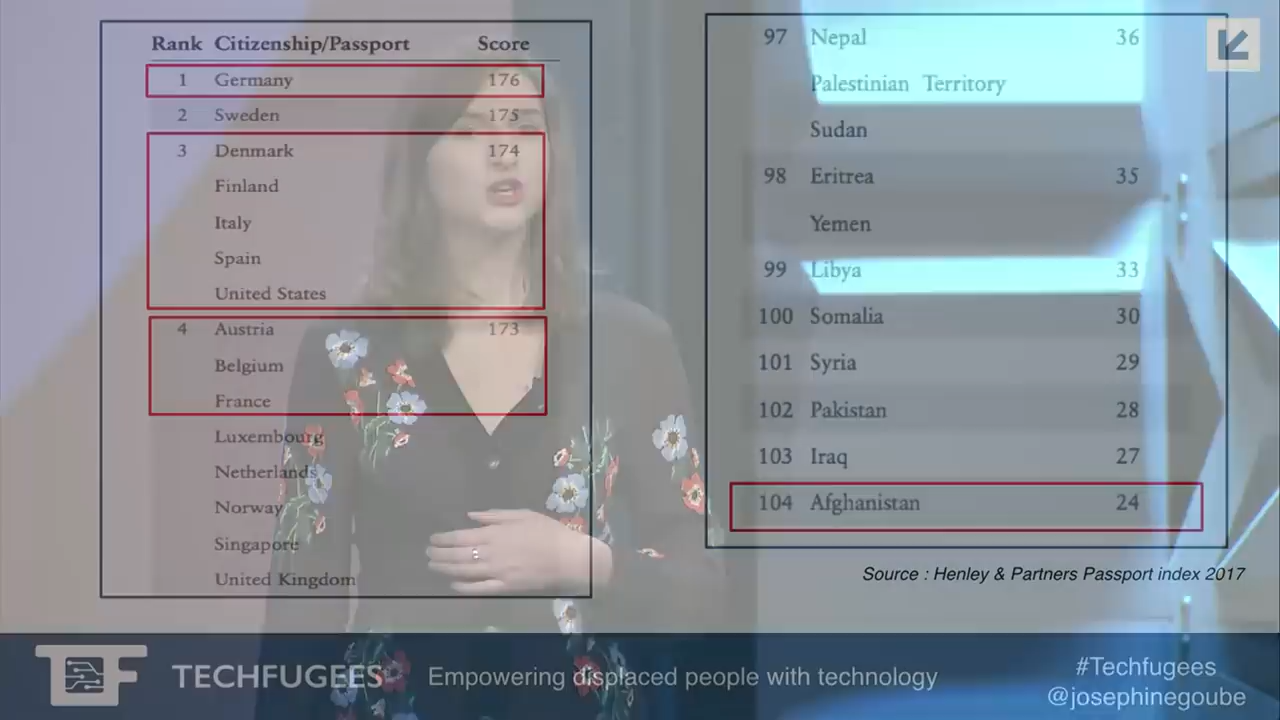 Rank Citizenship/Passport Score
1 Germany 176
2 Sweden 175
3 Denmark 174
Finland
Italy
Spain
United States
4 Austria 173
Belgium
France
Luxembourg
Netherlands
Norway
Singapore
United Kingdom
97 Nepal 36
Palestinian Territory
Sudan
98 Eritrea 35
Yemen
99 Libya 33
100 Somalia 30
101 Syria 29
102 Pakistan 28
103 Iraq 27
104 Afghanistan 24
Source : Henley & Partners Passport index 2017
TF
TECHFUGEES
Empowering displaced people with technology
#Techfugees
@josephinegoube